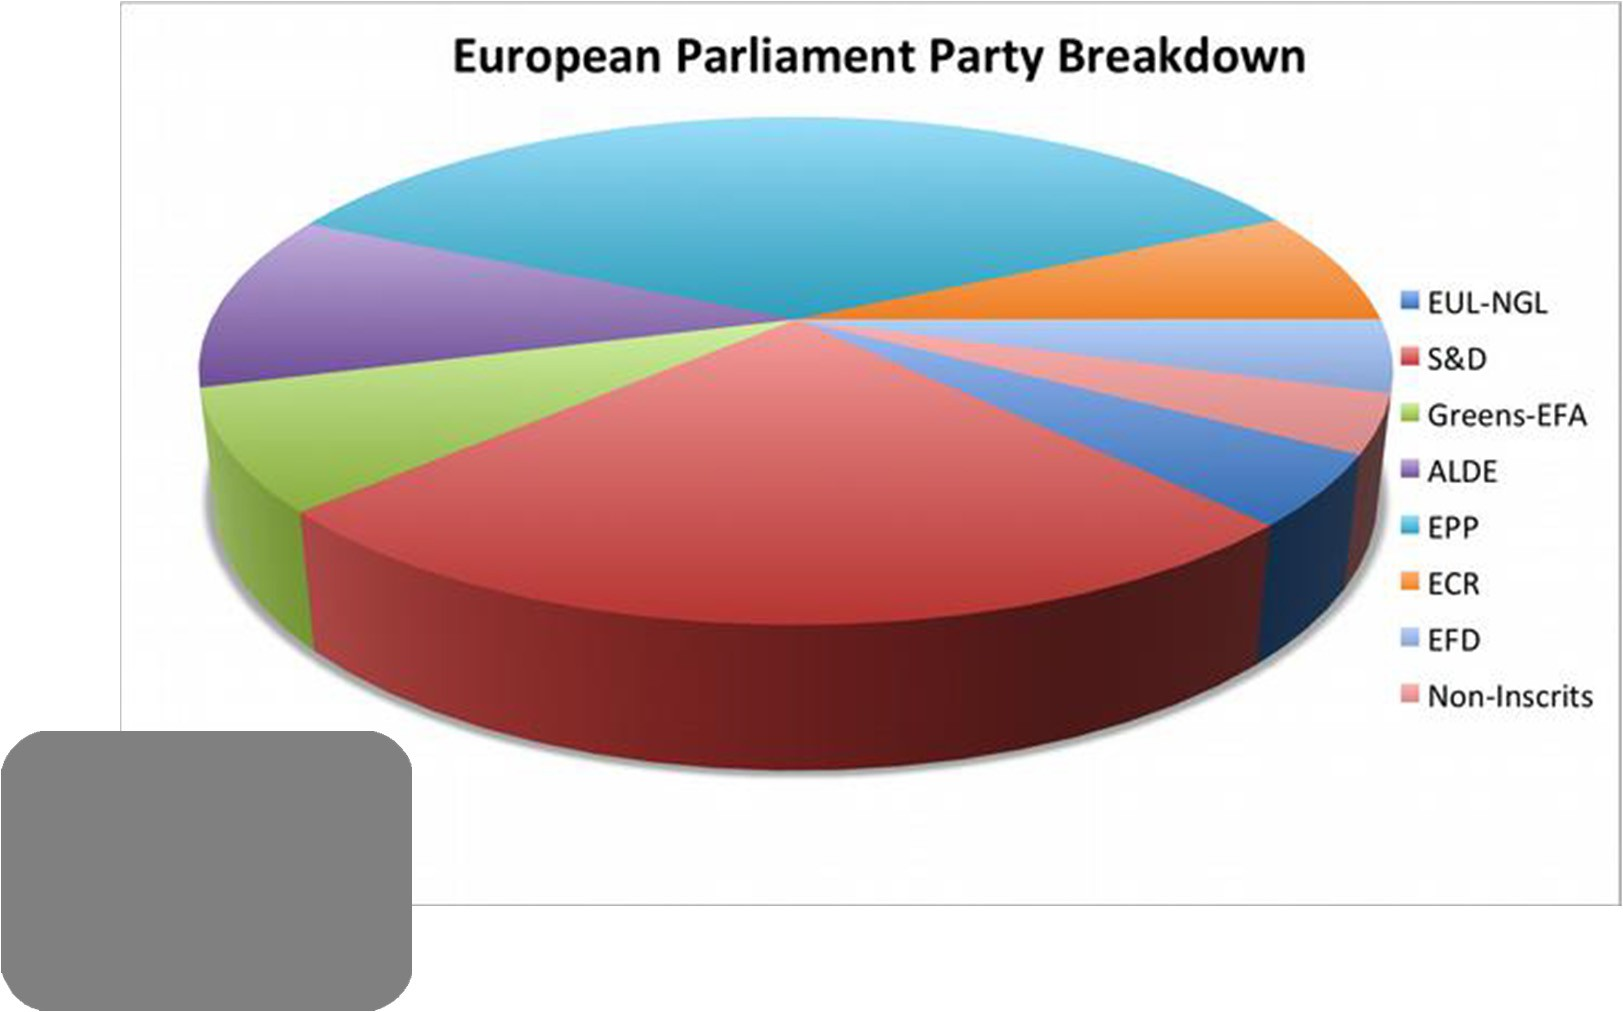 European Parliament Party Breakdown
EUL-NGL
S&D
Greens-EFA
ALDE
EPP
ECR
EFD
Non-Inscrits